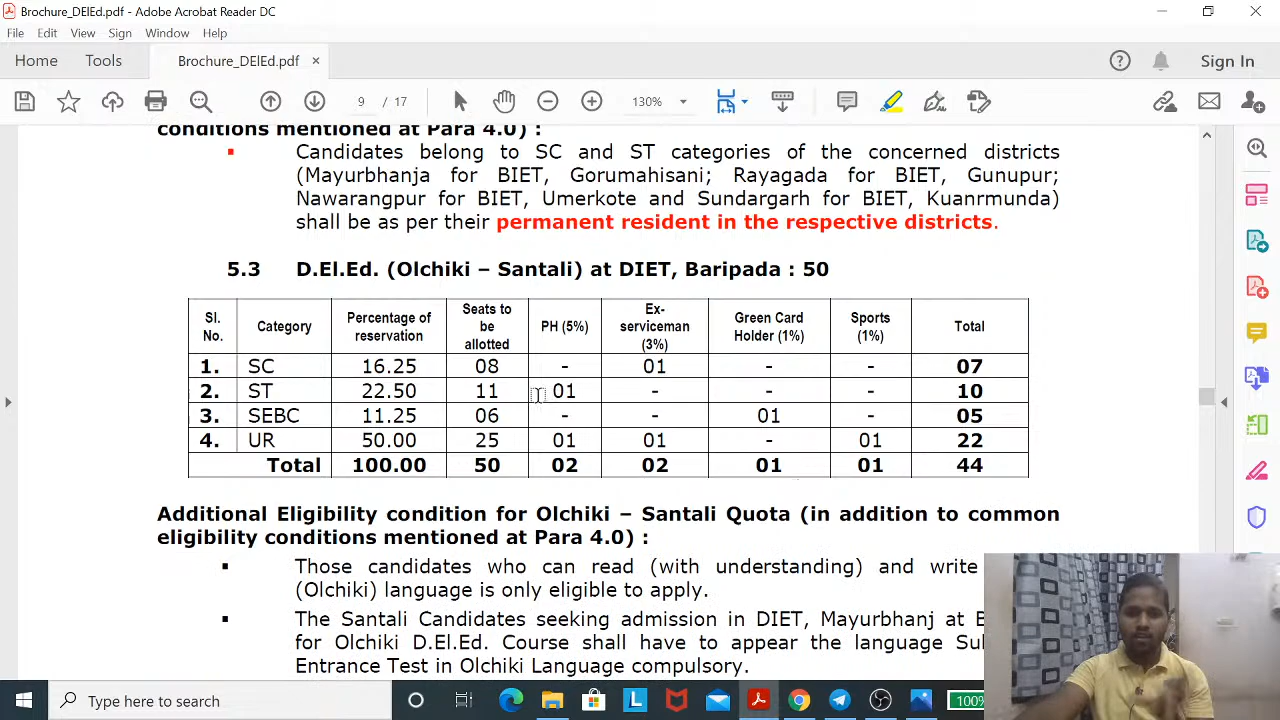 Brochure_DElEd.pdf - Adobe Acrobat Reader DC
File Edit View Sign Window Help
Home Tools Brochure_DElEd.pdf × Sign In
9 / 17 130%
conditions mentioned at Para 4.0) :
▪ Candidates belong to SC and ST categories of the concerned districts
(Mayurbhanja for BIET, Gorumahisani; Rayagada for BIET, Gunupur;
Nawarangpur for BIET, Umerkote and Sundargarh for BIET, Kuanrmunda)
shall be as per their permanent resident in the respective districts.
5.3 D.El.Ed. (Olchiki – Santali) at DIET, Baripada : 50
Sl. No. Category Percentage of reservation Seats to be allotted PH (5%) Ex-serviceman (3%) Green Card Holder (1%) Sports (1%) Total
1. SC 16.25 08 - 01 - - 07
2. ST 22.50 11 01 - - - 10
3. SEBC 11.25 06 - - 01 - 05
4. UR 50.00 25 01 01 - 01 22
Total 100.00 50 02 02 01 01 44
Additional Eligibility condition for Olchiki – Santali Quota (in addition to common
eligibility conditions mentioned at Para 4.0) :
▪ Those candidates who can read (with understanding) and write
(Olchiki) language is only eligible to apply.
▪ The Santali Candidates seeking admission in DIET, Mayurbhanj at
for Olchiki D.El.Ed. Course shall have to appear the language
Entrance Test in Olchiki Language compulsory.
Type here to search
100%